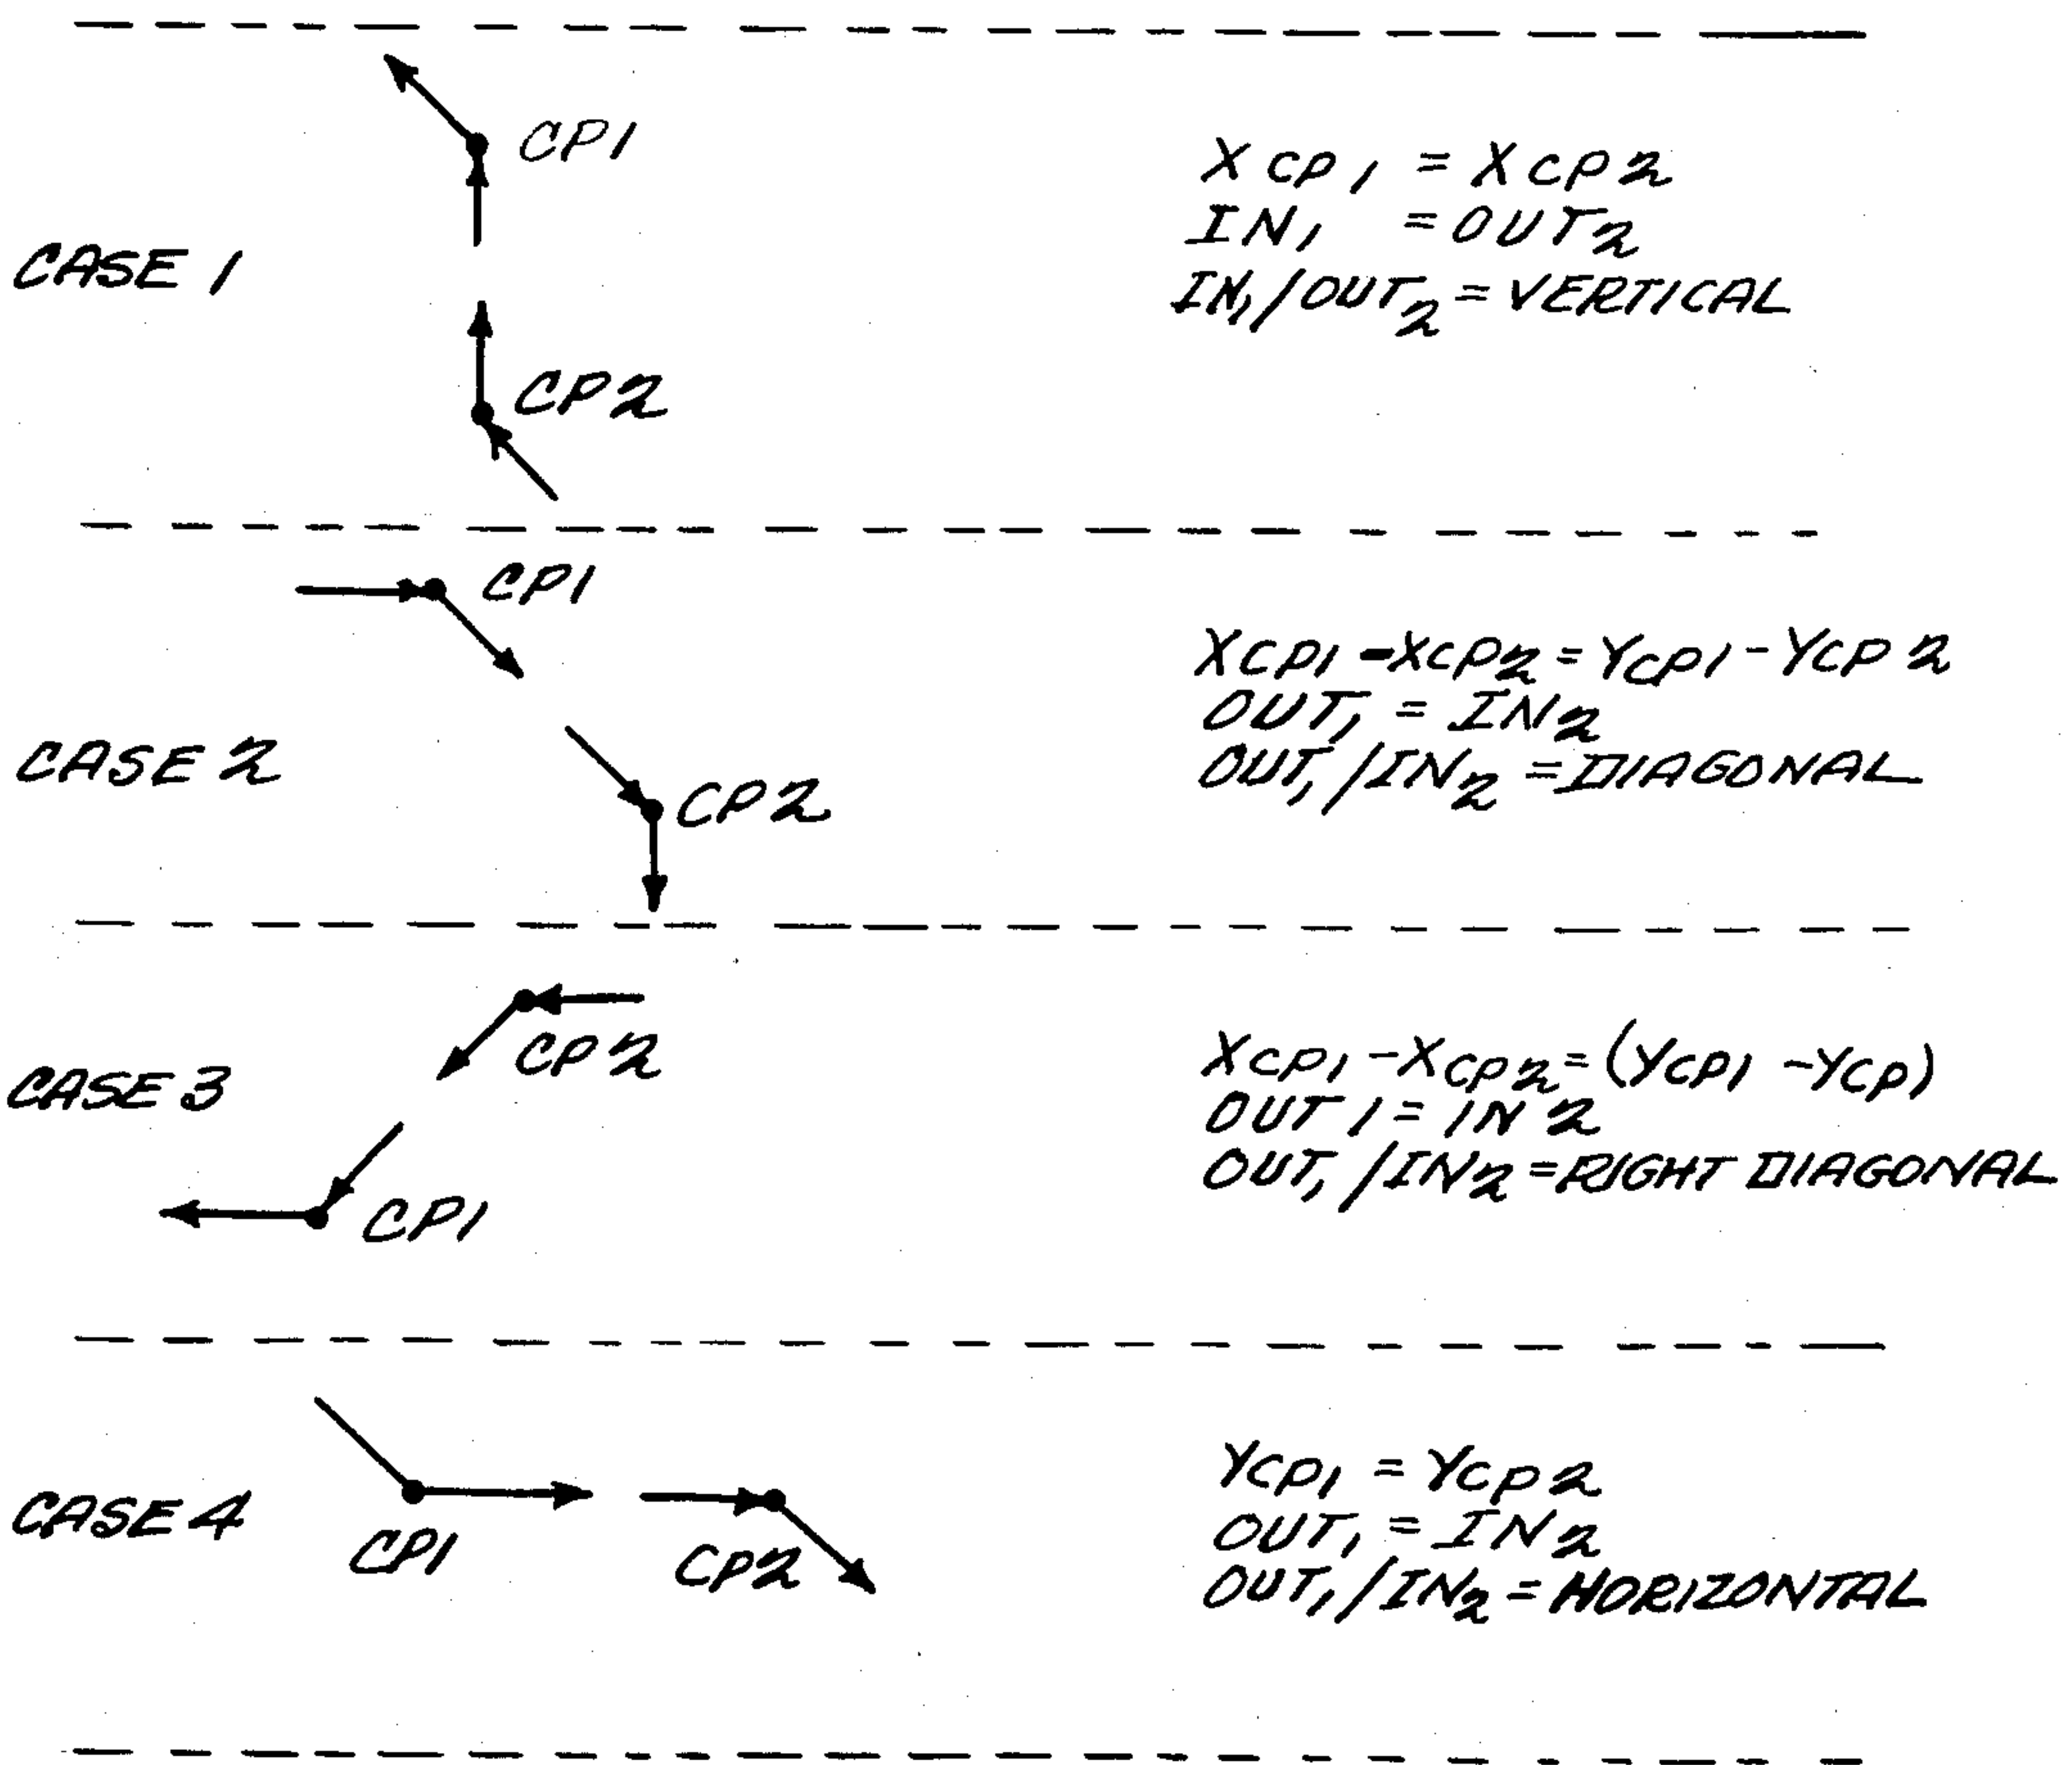 CP1
X CP1 = XCP2
IN1 = OUT2
CASE 1
IN1/OUT2 = VERTICAL
CP2
CP1
XCP1 - XCP2 = YCP1 - YCP2
OUT1 = IN2
CASE 2
OUT1/IN2 = DIAGONAL
CP2
CP2
XCP1 - XCP2 = (YCP1 - YCP)
CASE 3
OUT 1 = IN 2
OUT1/IN2 = RIGHT DIAGONAL
CP1
YCP1 = YCP2
CASE 4
OUT1 = IN2
CP1
CP2
OUT1/IN2 = HORIZONTAL